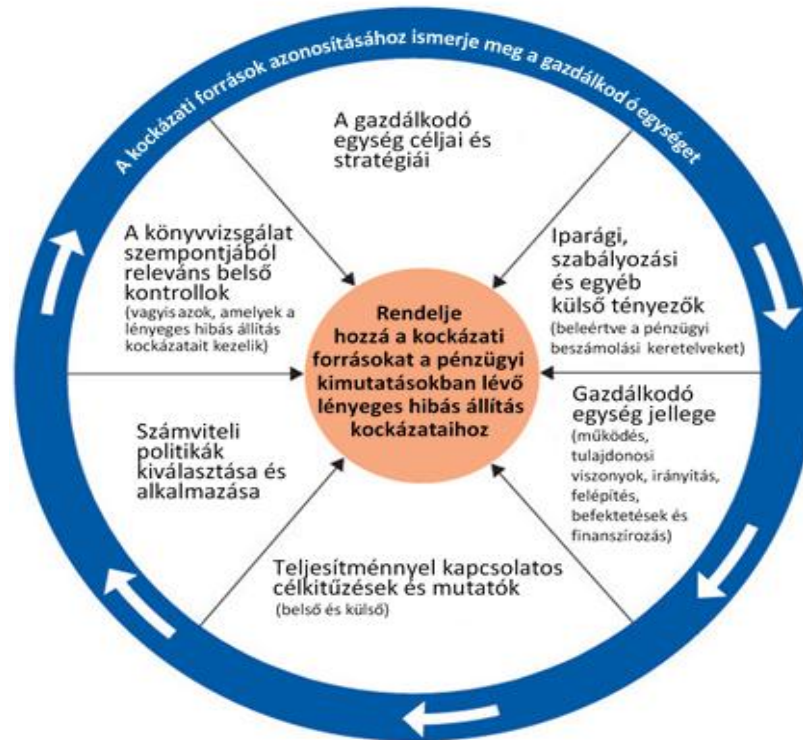 A kockázati források azonosításához ismerje meg a gazdálkodó egységet
A gazdálkodó
egység céljai és
stratégiái
Iparági,
szabályozási
és egyéb
külső tényezők
(beleértve a pénzügyi
beszámolási keretelveket)
Gazdálkodó
egység jellege
(működés,
tulajdonosi
viszonyok, irányítás,
felépítés,
befektetések és
finanszírozás)
Teljesítménnyel kapcsolatos
célkitűzések és mutatók
(belső és külső)
Számviteli
politikák
kiválasztása és
alkalmazása
A könyvvizsgálat
szempontjából
releváns belső
kontrollok
(vagyis azok, amelyek a
lényeges hibás állítás
kockázatait kezelik)
Rendelje
hozzá a kockázati
forrásokat a pénzügyi
kimutatásokban lévő
lényeges hibás állítás
kockázataihoz